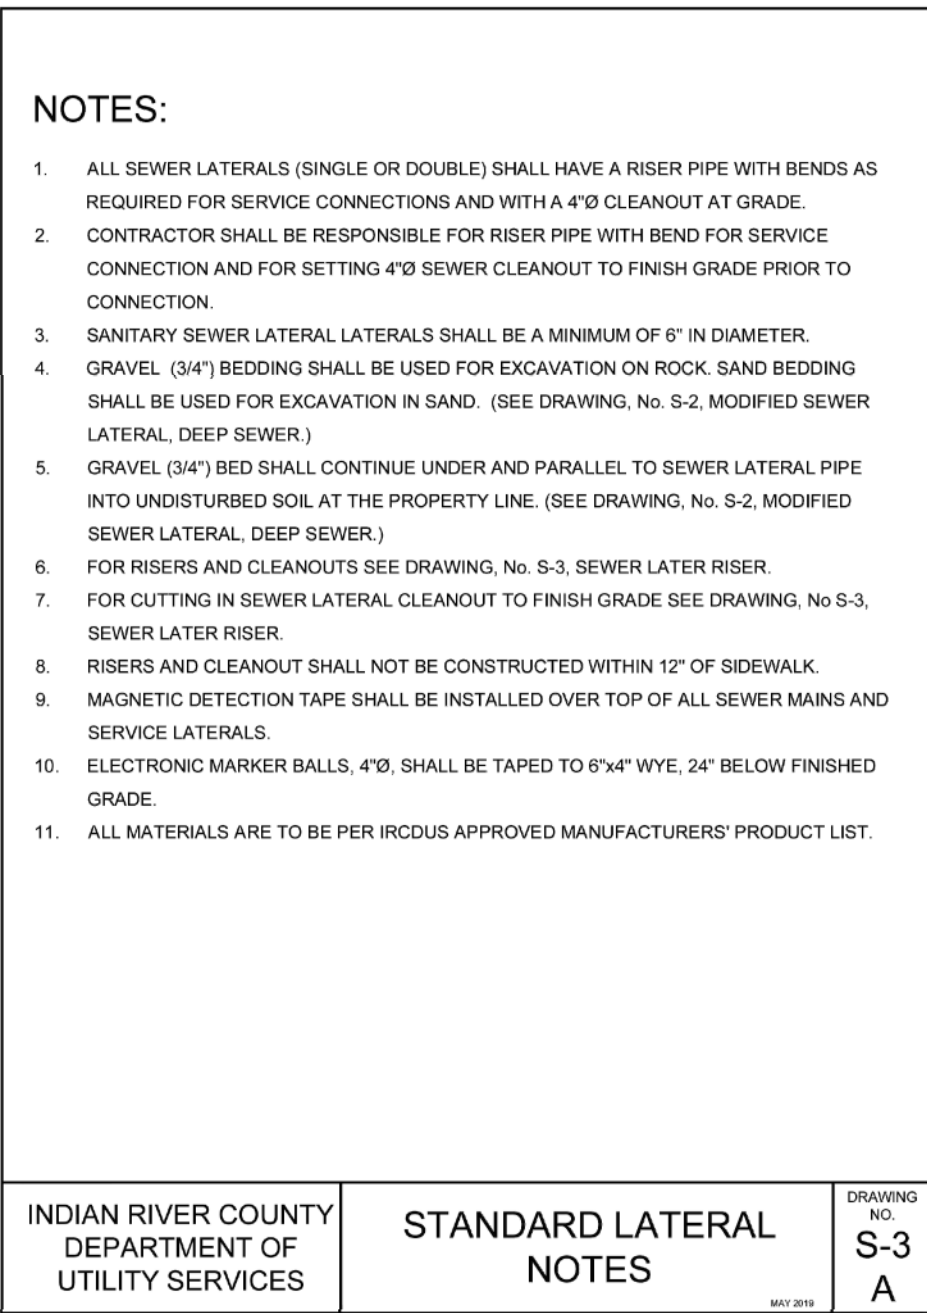 NOTES:
1. ALL SEWER LATERALS (SINGLE OR DOUBLE) SHALL HAVE A RISER PIPE WITH BENDS AS
REQUIRED FOR SERVICE CONNECTIONS AND WITH A 4"Ø CLEANOUT AT GRADE.
2. CONTRACTOR SHALL BE RESPONSIBLE FOR RISER PIPE WITH BEND FOR SERVICE
CONNECTION AND FOR SETTING 4"Ø SEWER CLEANOUT TO FINISH GRADE PRIOR TO
CONNECTION.
3. SANITARY SEWER LATERAL LATERALS SHALL BE A MINIMUM OF 6" IN DIAMETER.
4. GRAVEL (3/4") BEDDING SHALL BE USED FOR EXCAVATION ON ROCK. SAND BEDDING
SHALL BE USED FOR EXCAVATION IN SAND. (SEE DRAWING, No. S-2, MODIFIED SEWER
LATERAL, DEEP SEWER.)
5. GRAVEL (3/4") BED SHALL CONTINUE UNDER AND PARALLEL TO SEWER LATERAL PIPE
INTO UNDISTURBED SOIL AT THE PROPERTY LINE. (SEE DRAWING, No. S-2, MODIFIED
SEWER LATERAL, DEEP SEWER.)
6. FOR RISERS AND CLEANOUTS SEE DRAWING, No. S-3, SEWER LATER RISER.
7. FOR CUTTING IN SEWER LATERAL CLEANOUT TO FINISH GRADE SEE DRAWING, No S-3,
SEWER LATER RISER.
8. RISERS AND CLEANOUT SHALL NOT BE CONSTRUCTED WITHIN 12" OF SIDEWALK.
9. MAGNETIC DETECTION TAPE SHALL BE INSTALLED OVER TOP OF ALL SEWER MAINS AND
SERVICE LATERALS.
10. ELECTRONIC MARKER BALLS, 4"Ø, SHALL BE TAPED TO 6"x4" WYE, 24" BELOW FINISHED
GRADE.
11. ALL MATERIALS ARE TO BE PER IRCDUS APPROVED MANUFACTURERS' PRODUCT LIST.
INDIAN RIVER COUNTY
DEPARTMENT OF
UTILITY SERVICES
STANDARD LATERAL
NOTES
MAY 2019
DRAWING
NO.
S-3
A